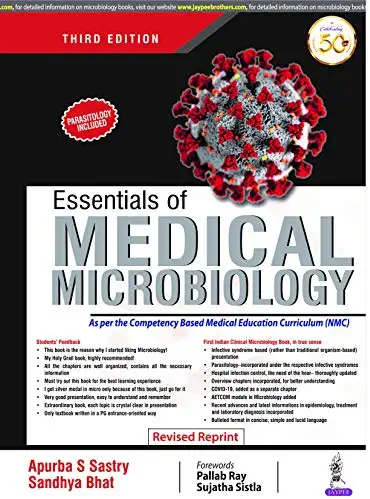 .com, for detailed information on microbiology books, visit our website www.jaypeebrothers.com, for detailed information on microbiology book
THIRD EDITION
Celebrating
50
PARASITOLOGY
INCLUDED
Essentials of
MEDICAL
MICROBIOLOGY
As per the Competency Based Medical Education Curriculum (NMC)
Students' Feedback
• This book is the reason why I started liking Microbiology!
• My Holy Grail book, highly recommended!
• All the chapters are well organized, contains all the necessary
information
• Must try out this book for the best learning experience
• I got silver medal in micro only because of this book, just go for it
• Very good presentation, easy to understand and remember
• Extraordinary book, each topic is crystal clear in presentation
• Only textbook written in a PG entrance-oriented way
First Indian Clinical Microbiology Book, in true sense
• Infective syndrome based (rather than traditional organism-based)
presentation
• Parasitology-incorporated under the respective infective syndromes
• Hospital infection control, the need of the hour- thoroughly updated
• Overview chapters incorporated, for better understanding
• COVID-19, added as a separate chapter
• AETCOM module in Microbiology added
• Recent advances and latest informations in epidemiology, treatment
and laboratory diagnosis incorporated
• Bulleted format in concise, simple and lucid language
Revised Reprint
Apurba S Sastry
Sandhya Bhat
Forewords
Pallab Ray
Sujatha Sistla
JAYPEE